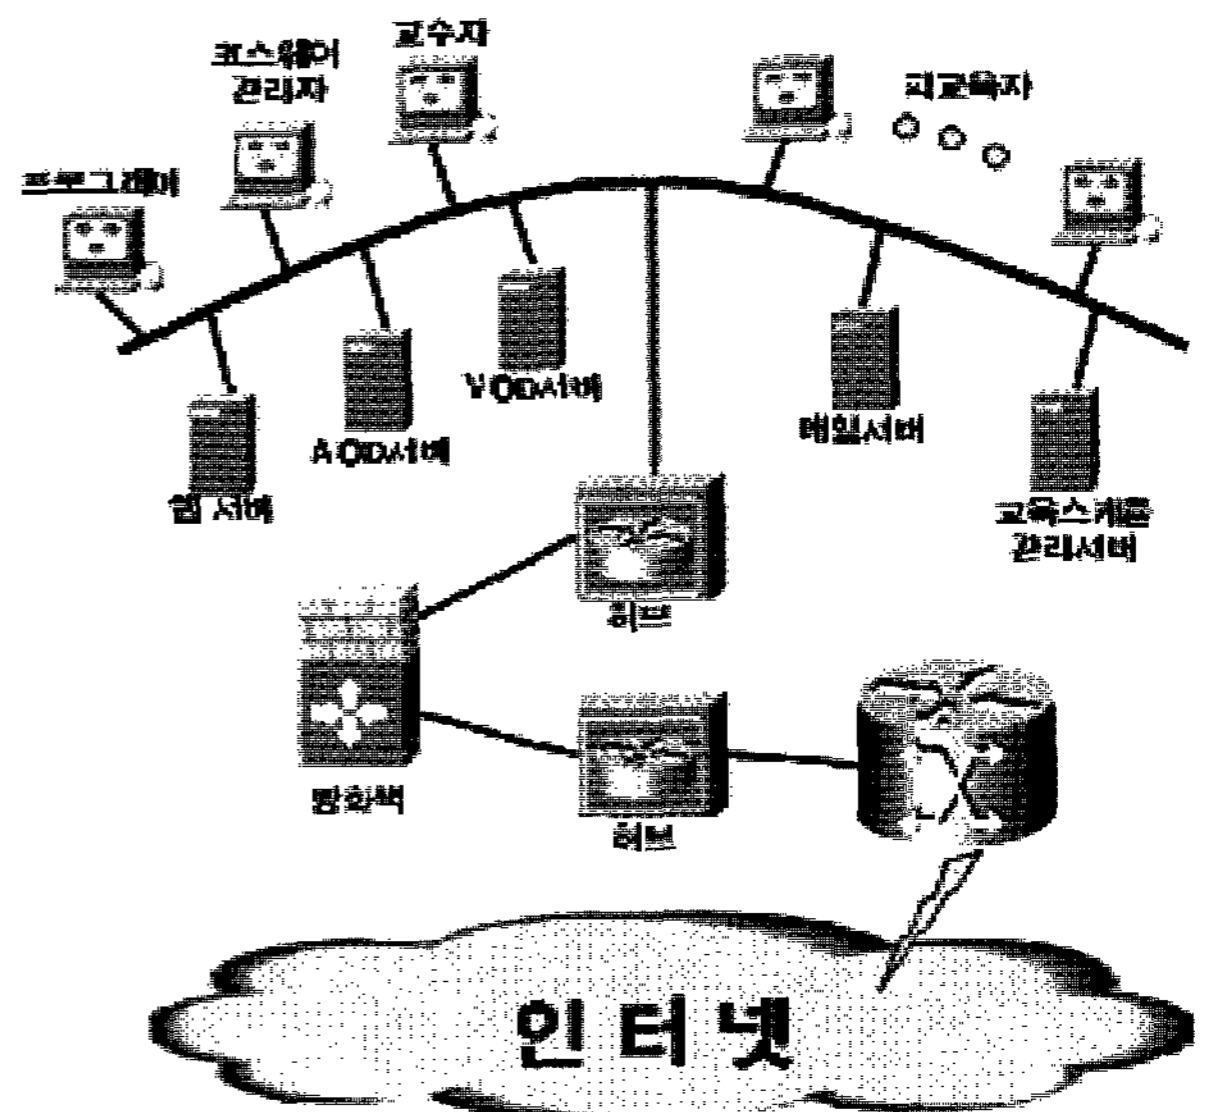 교수자
코스웨어
관리자
피교육자
프로그래머
VOD서버
AOD서버
메일서버
웹 서버
교육스케쥴
관리서버
허브
방화벽
허브
인터넷